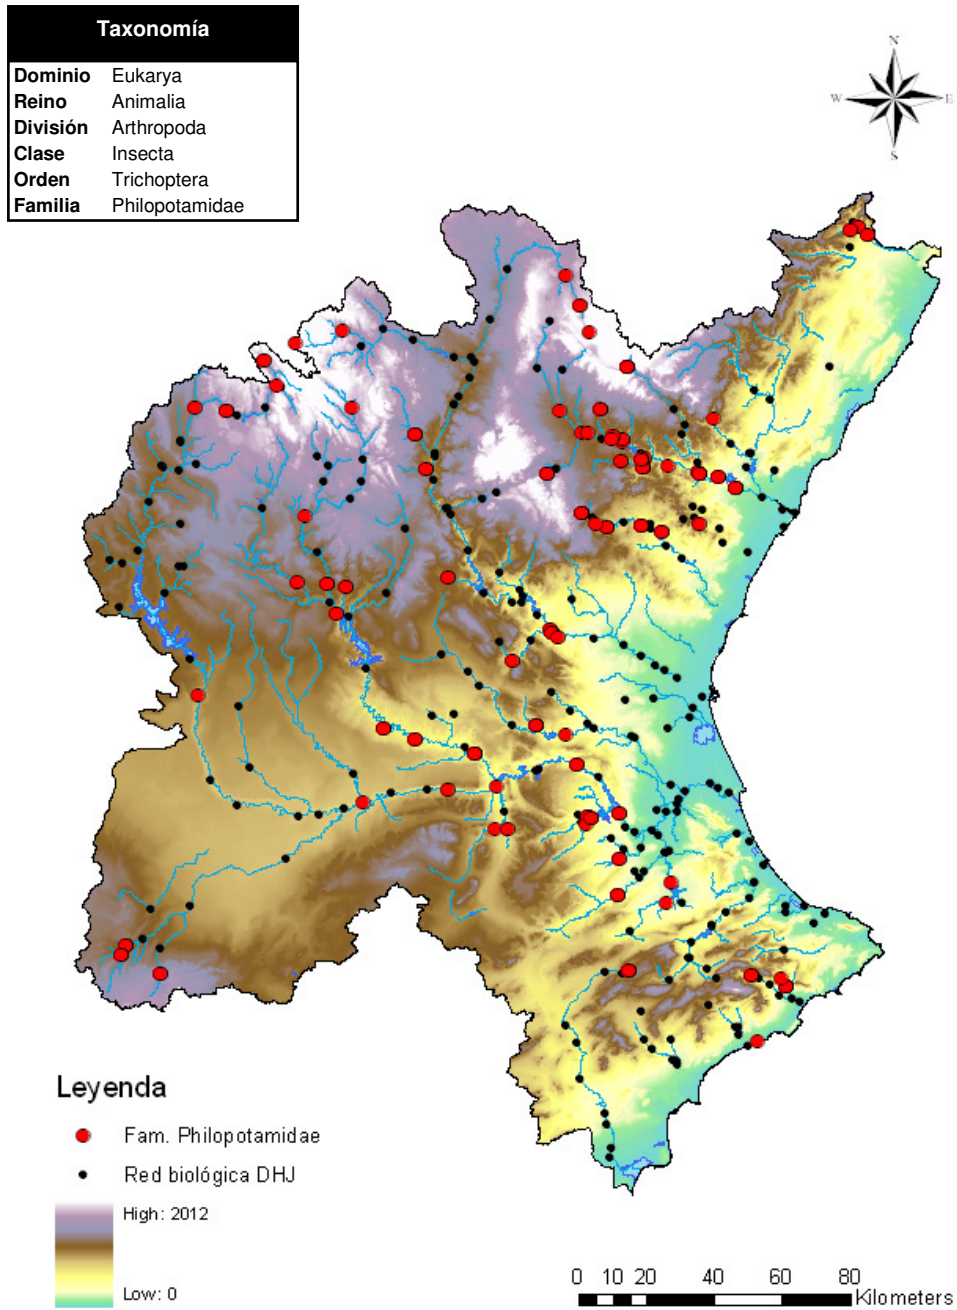 Taxonomía
Dominio Eukarya
Reino Animalia
División Arthropoda
Clase Insecta
Orden Trichoptera
Familia Philopotamidae
N
W E
S
Leyenda
Fam. Philopotamidae
Red biológica DHJ
High: 2012
Low: 0
0 10 20 40 60 80
Kilometers